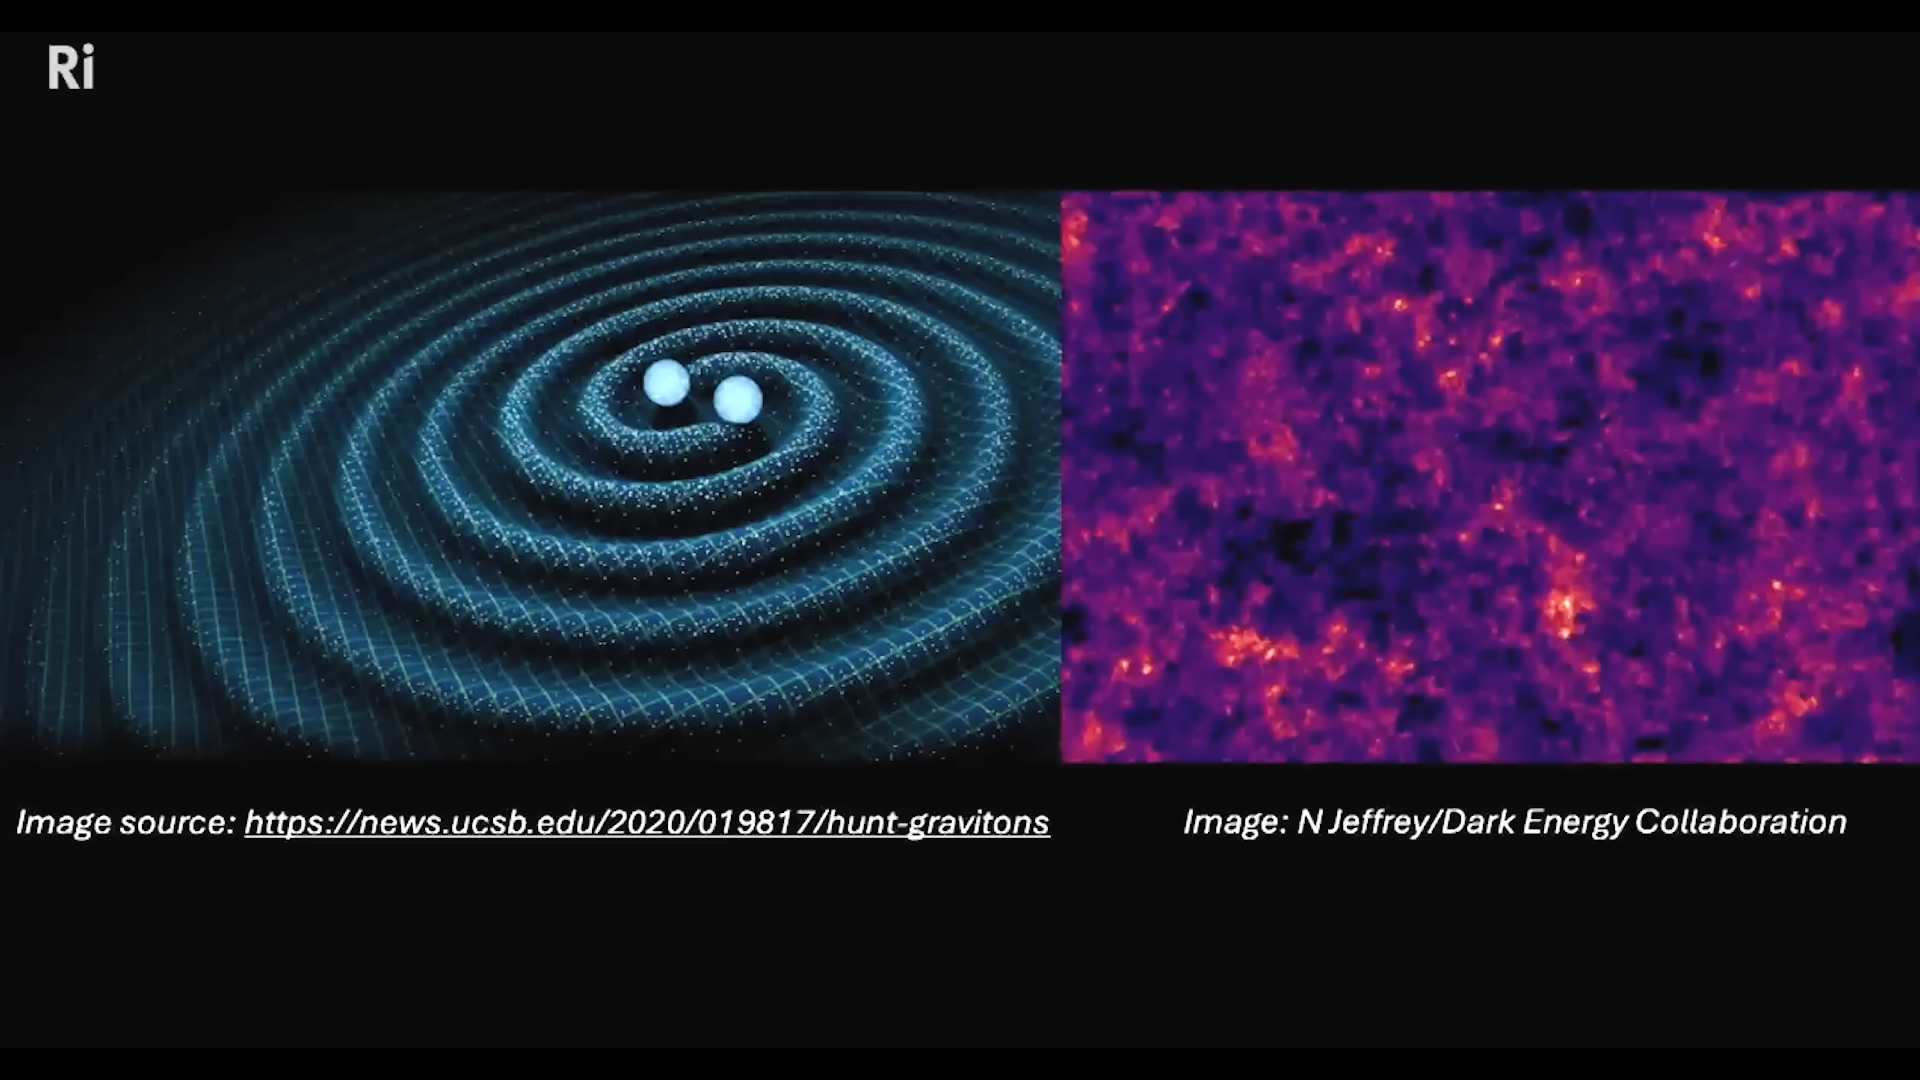 Ri
Image source: https://news.ucsb.edu/2020/019817/hunt-gravitons
Image: N Jeffrey/Dark Energy Collaboration